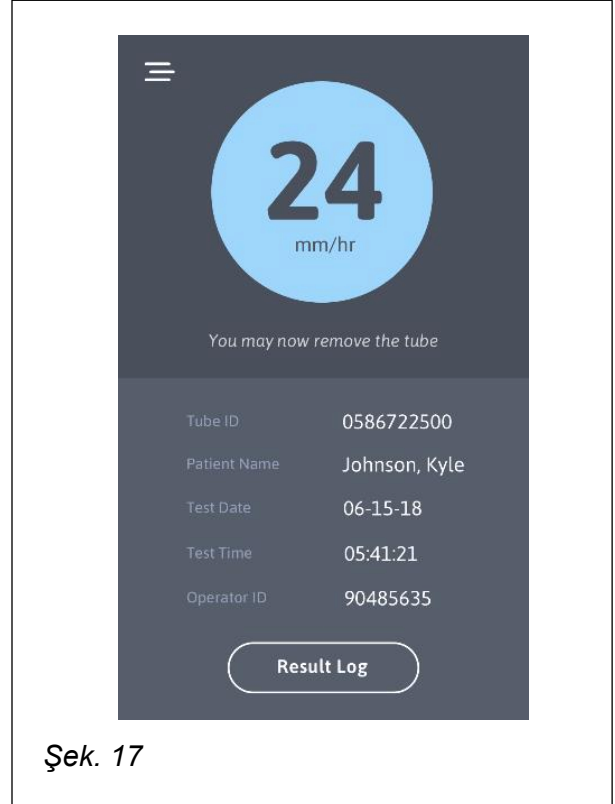 24
mm/hr
You may now remove the tube
Tube ID 0586722500
Patient Name Johnson, Kyle
Test Date 06-15-18
Test Time 05:41:21
Operator ID 90485635
Result Log
Şek. 17